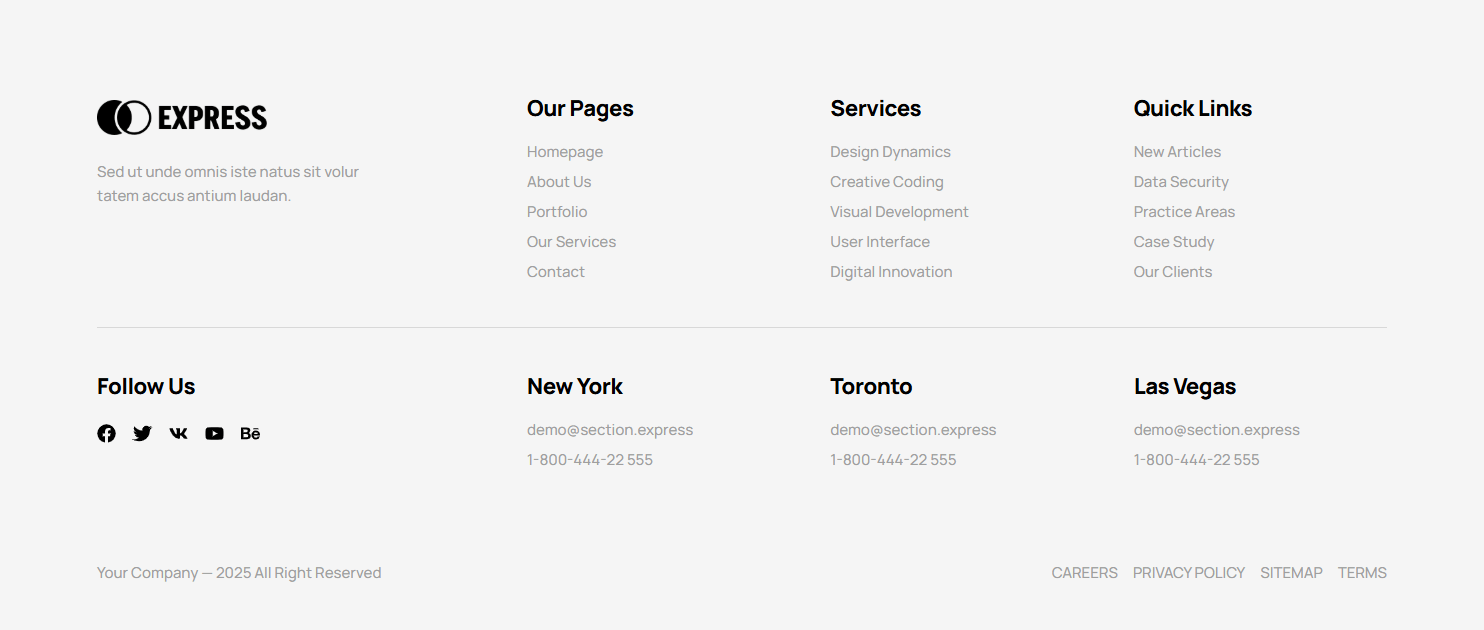 EXPRESS
Sed ut unde omnis iste natus sit volur
tatem accus antium laudan.
Our Pages
Homepage
About Us
Portfolio
Our Services
Contact
Services
Design Dynamics
Creative Coding
Visual Development
User Interface
Digital Innovation
Quick Links
New Articles
Data Security
Practice Areas
Case Study
Our Clients
Follow Us
Bē
New York
demo@section.express
1-800-444-22 555
Toronto
demo@section.express
1-800-444-22 555
Las Vegas
demo@section.express
1-800-444-22 555
Your Company — 2025 All Right Reserved
CAREERS PRIVACY POLICY SITEMAP TERMS